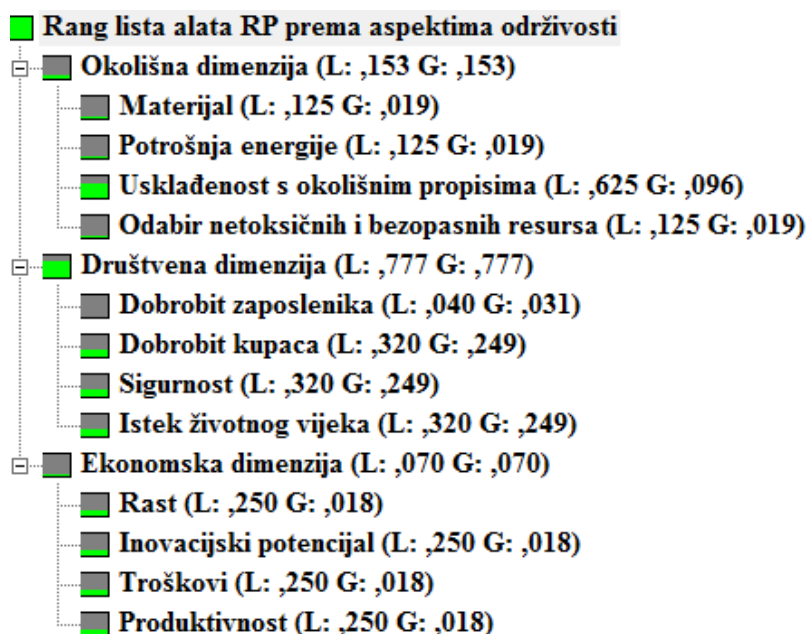 Rang lista alata RP prema aspektima održivosti
Okolišna dimenzija (L: ,153 G: ,153)
Materijal (L: ,125 G: ,019)
Potrošnja energije (L: ,125 G: ,019)
Usklađenost s okolišnim propisima (L: ,625 G: ,096)
Odabir netoksičnih i bezopasnih resursa (L: ,125 G: ,019)
Društvena dimenzija (L: ,777 G: ,777)
Dobrobit zaposlenika (L: ,040 G: ,031)
Dobrobit kupaca (L: ,320 G: ,249)
Sigurnost (L: ,320 G: ,249)
Istek životnog vijeka (L: ,320 G: ,249)
Ekonomska dimenzija (L: ,070 G: ,070)
Rast (L: ,250 G: ,018)
Inovacijski potencijal (L: ,250 G: ,018)
Troškovi (L: ,250 G: ,018)
Produktivnost (L: ,250 G: ,018)